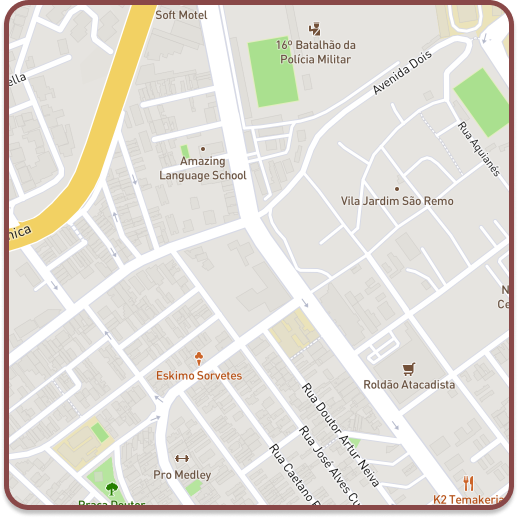 Soft Motel
16º Batalhão da
Polícia Militar
Avenida Dois
ella
Rua Aquianés
Amazing
Language School
Vila Jardim São Remo
nica
N
Ce
Eskimo Sorvetes
Roldão Atacadista
Rua Doutor Artur Neiva
Rua José Alves Cu
Rua Caetano
Pro Medley
K2 Temakeria
Praça Doutor